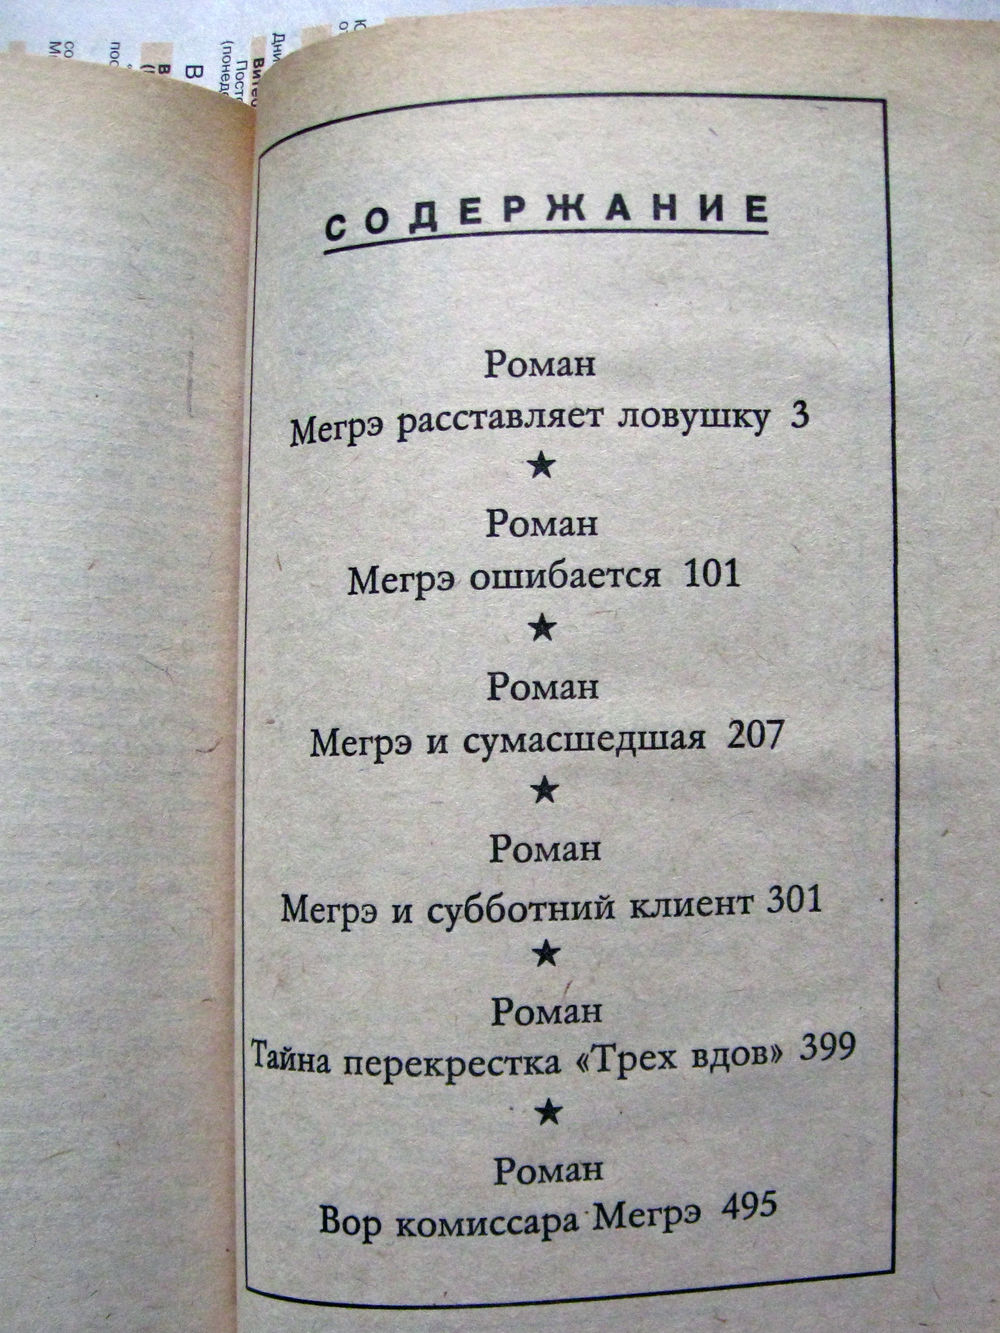 СОДЕРЖАНИЕ
Роман
Мегрэ расставляет ловушку 3
Роман
Мегрэ ошибается 101
Роман
Мегрэ и сумасшедшая 207
Роман
Мегрэ и субботний клиент 301
Роман
Тайна перекрестка «Трех вдов» 399
Роман
Вор комиссара Мегрэ 495